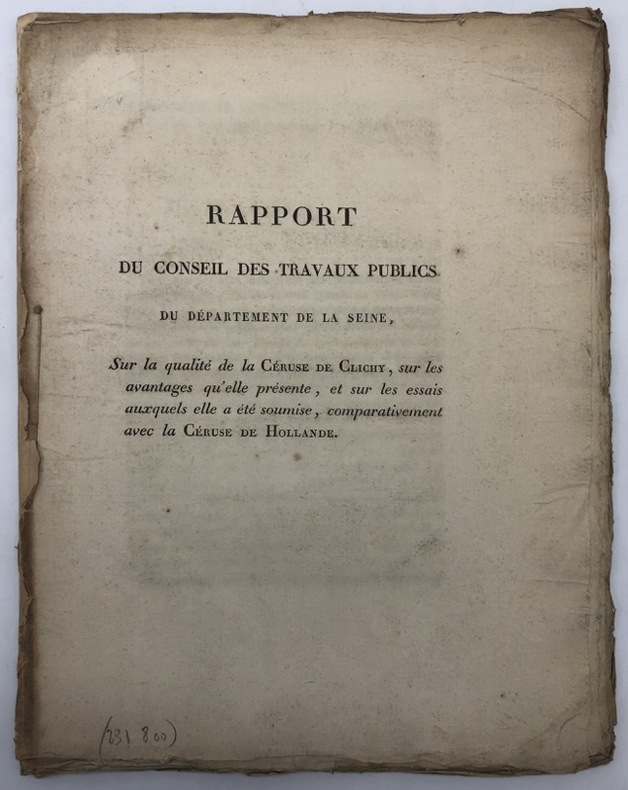 RAPPORT
DU CONSEIL DES TRAVAUX PUBLICS
DU DÉPARTEMENT DE LA SEINE,
Sur la qualité de la CÉRUSE DE CLICHY, sur les
avantages qu'elle présente, et sur les essais
auxquels elle a été soumise, comparativement
avec la CÉRUSE DE HOLLANDE.
(231 800)